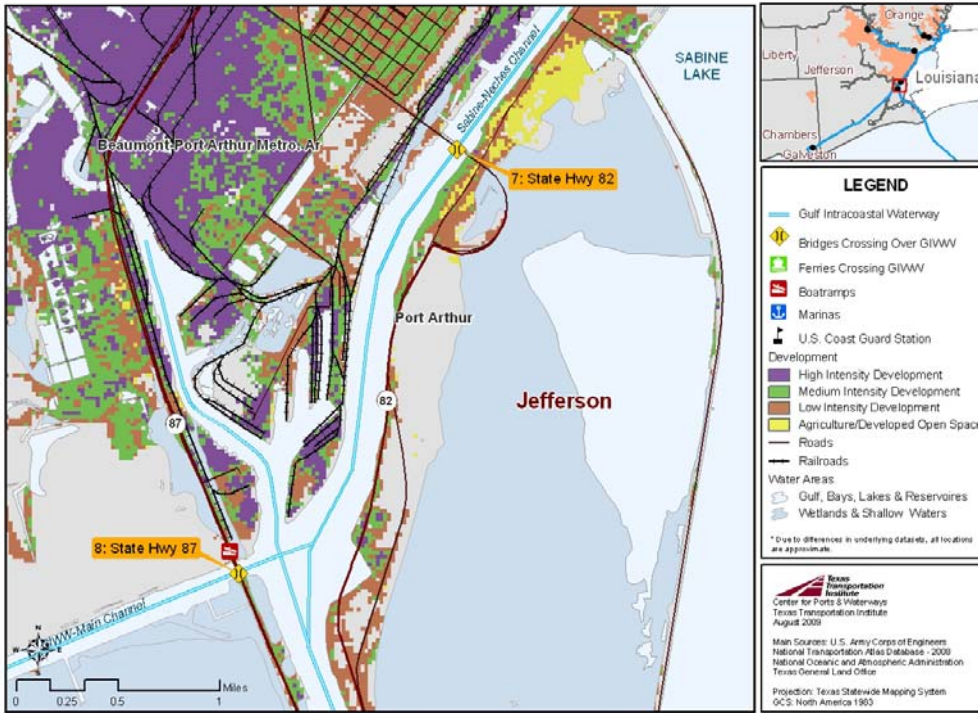 SABINE
LAKE
Sabine-Neches Channel
Beaumont-Port Arthur Metro. Ar
7: State Hwy 82
Port Arthur
82
Jefferson
87
8: State Hwy 87
GIWW-Main Channel
N
W E
S
Miles
0 0.25 0.5 1
Orange
Liberty
Jefferson
Louisiana
Chambers
Galveston
LEGEND
Gulf Intracoastal Waterway
Bridges Crossing Over GIWW
Ferries Crossing GIWW
Boatramps
Marinas
U.S. Coast Guard Station
Development
High Intensity Development
Medium Intensity Development
Low Intensity Development
Agriculture/Developed Open Space
Roads
Railroads
Water Areas
Gulf, Bays, Lakes & Reservoires
Wetlands & Shallow Waters
* Due to differences in underlying datasets, all locations
are approximate.
Texas
Transportation
Institute
Center for Ports & Waterways
Texas Transportation Institute
August 2009
Main Sources: U.S. Army Corps of Engineers
National Transportation Atlas Database - 2008
National Oceanic and Atmospheric Administration
Texas General Land Office
Projection: Texas Statewide Mapping System
GCS: North America 1983